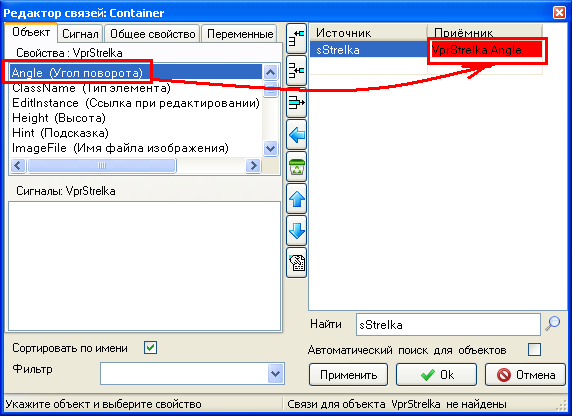 Редактор связей: Container
Объект Сигнал Общее свойство Переменные
Свойства : VprStrelka
Angle (Угол поворота)
ClassName (Тип элемента)
EditInstance (Ссылка при редактировании)
Height (Высота)
Hint (Подсказка)
ImageFile (Имя файла изображения)
Сигналы: VprStrelka
Сортировать по имени
Фильтр
Источник Приёмник
sStrelka VprStrelka.Angle
Найти sStrelka
Автоматический поиск для объектов
Применить Ok Отмена
Укажите объект и выберите свойство
Связи для объекта VprStrelka не найдены